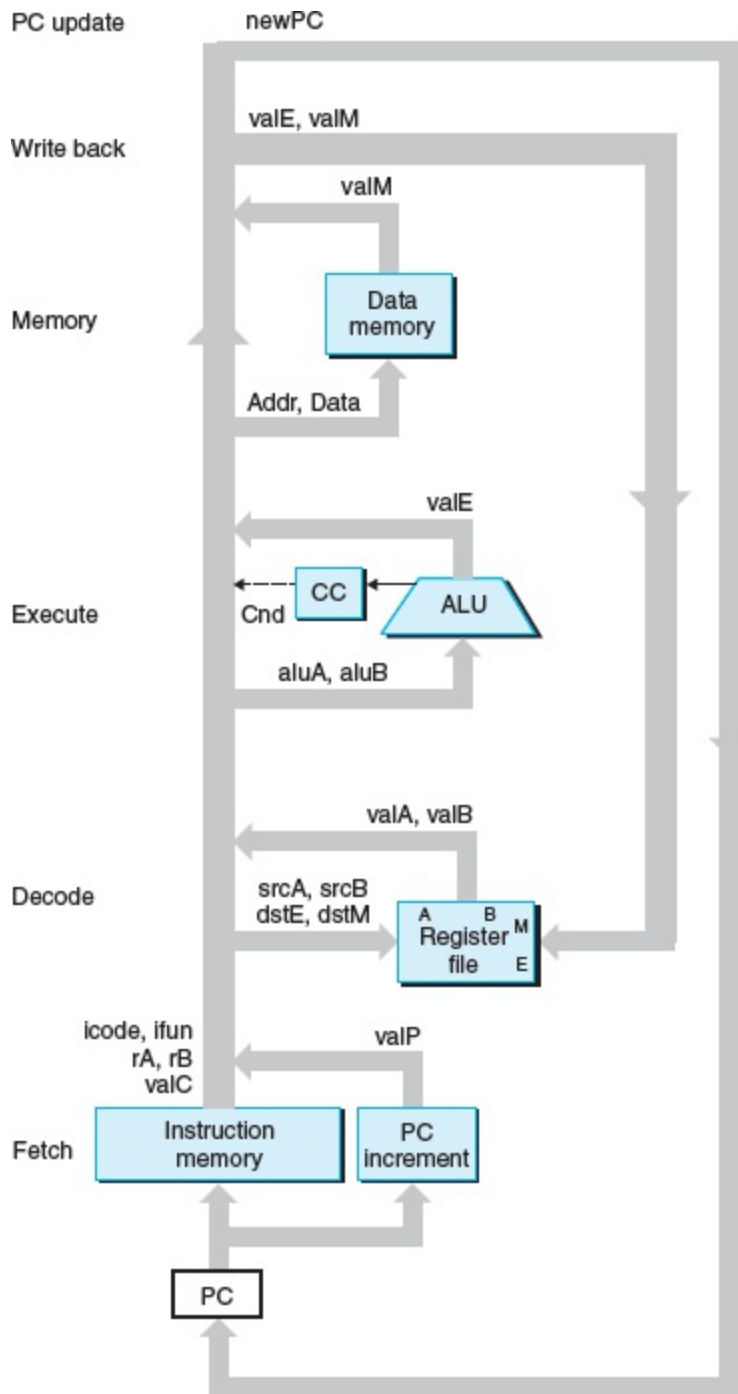 PC update
newPC
Write back
valE, valM
valM
Memory
Data
memory
Addr, Data
valE
Execute
CC
ALU
Cnd
aluA, aluB
valA, valB
Decode
srcA, srcB
dstE, dstM
A B
M
Register
file
E
icode, ifun
rA, rB
valC
valP
Fetch
Instruction
memory
PC
increment
PC